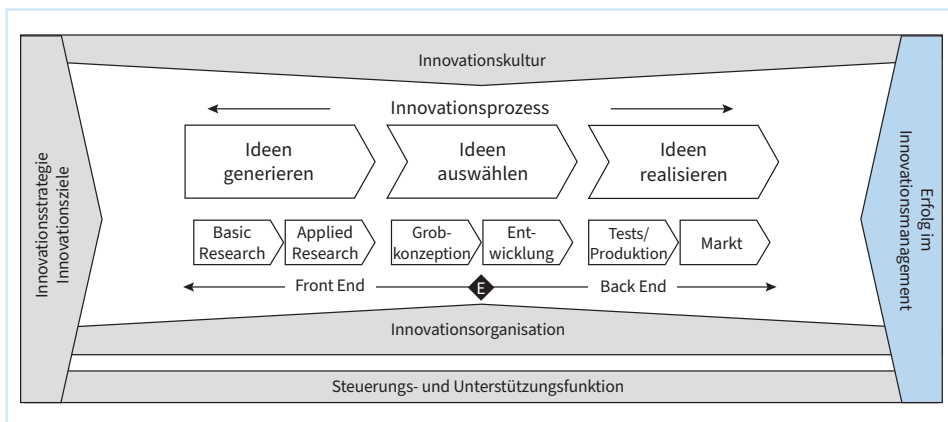 Innovationskultur
Innovationsstrategie
Innovationsziele
Innovationsprozess
Ideen
generieren
Ideen
auswählen
Ideen
realisieren
Basic
Research
Applied
Research
Grob-
konzeption
Ent-
wicklung
Tests/
Produktion
Markt
Front End
E
Back End
Innovationsorganisation
Steuerungs- und Unterstützungsfunktion
Erfolg im
Innovationsmanagement